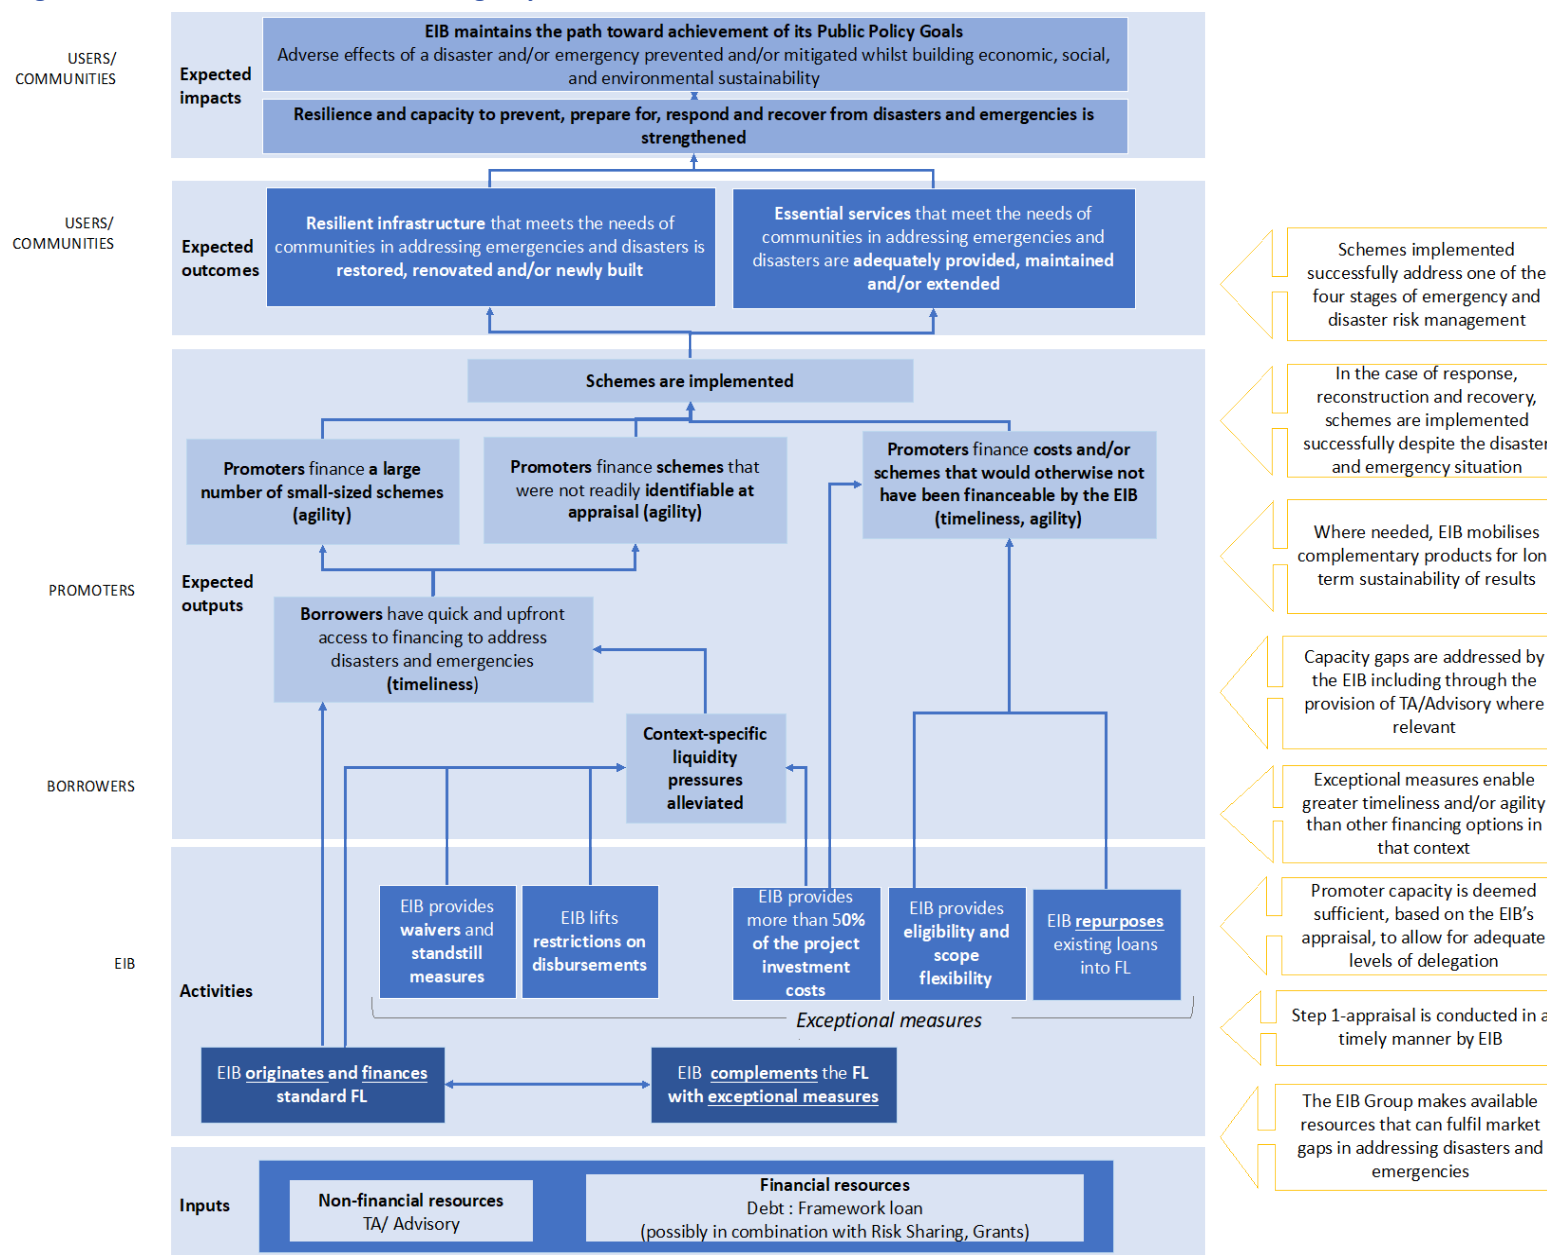 USERS/
COMMUNITIES
Expected
impacts
EIB maintains the path toward achievement of its Public Policy Goals
Adverse effects of a disaster and/or emergency prevented and/or mitigated whilst building economic, social,
and environmental sustainability
Resilience and capacity to prevent, prepare for, respond and recover from disasters and emergencies is
strengthened
USERS/
COMMUNITIES
Expected
outcomes
Resilient infrastructure that meets the needs of
communities in addressing emergencies and disasters is
restored, renovated and/or newly built
Essential services that meet the needs of
communities in addressing emergencies and
disasters are adequately provided, maintained
and/or extended
Schemes implemented
successfully address one of the
four stages of emergency and
disaster risk management
Schemes are implemented
In the case of response,
reconstruction and recovery,
schemes are implemented
successfully despite the disaster
and emergency situation
Promoters finance a large
number of small-sized schemes
(agility)
Promoters finance schemes that
were not readily identifiable at
appraisal (agility)
Promoters finance costs and/or
schemes that would otherwise not
have been financeable by the EIB
(timeliness, agility)
Where needed, EIB mobilises
complementary products for lon
term sustainability of results
PROMOTERS
Expected
outputs
Borrowers have quick and upfront
access to financing to address
disasters and emergencies
(timeliness)
Capacity gaps are addressed by
the EIB including through the
provision of TA/Advisory where
relevant
Context-specific
liquidity
pressures
alleviated
BORROWERS
Exceptional measures enable
greater timeliness and/or agility
than other financing options in
that context
EIB
Activities
EIB provides
waivers and
standstill
measures
EIB lifts
restrictions on
disbursements
EIB provides
more than 50%
of the project
investment
costs
EIB provides
eligibility and
scope
flexibility
EIB repurposes
existing loans
into FL
Exceptional measures
Promoter capacity is deemed
sufficient, based on the EIB's
appraisal, to allow for adequate
levels of delegation
Step 1-appraisal is conducted in a
timely manner by EIB
EIB originates and finances
standard FL
EIB complements the FL
with exceptional measures
The EIB Group makes available
resources that can fulfil market
gaps in addressing disasters and
emergencies
Inputs
Non-financial resources
TA/ Advisory
Financial resources
Debt : Framework loan
(possibly in combination with Risk Sharing, Grants)